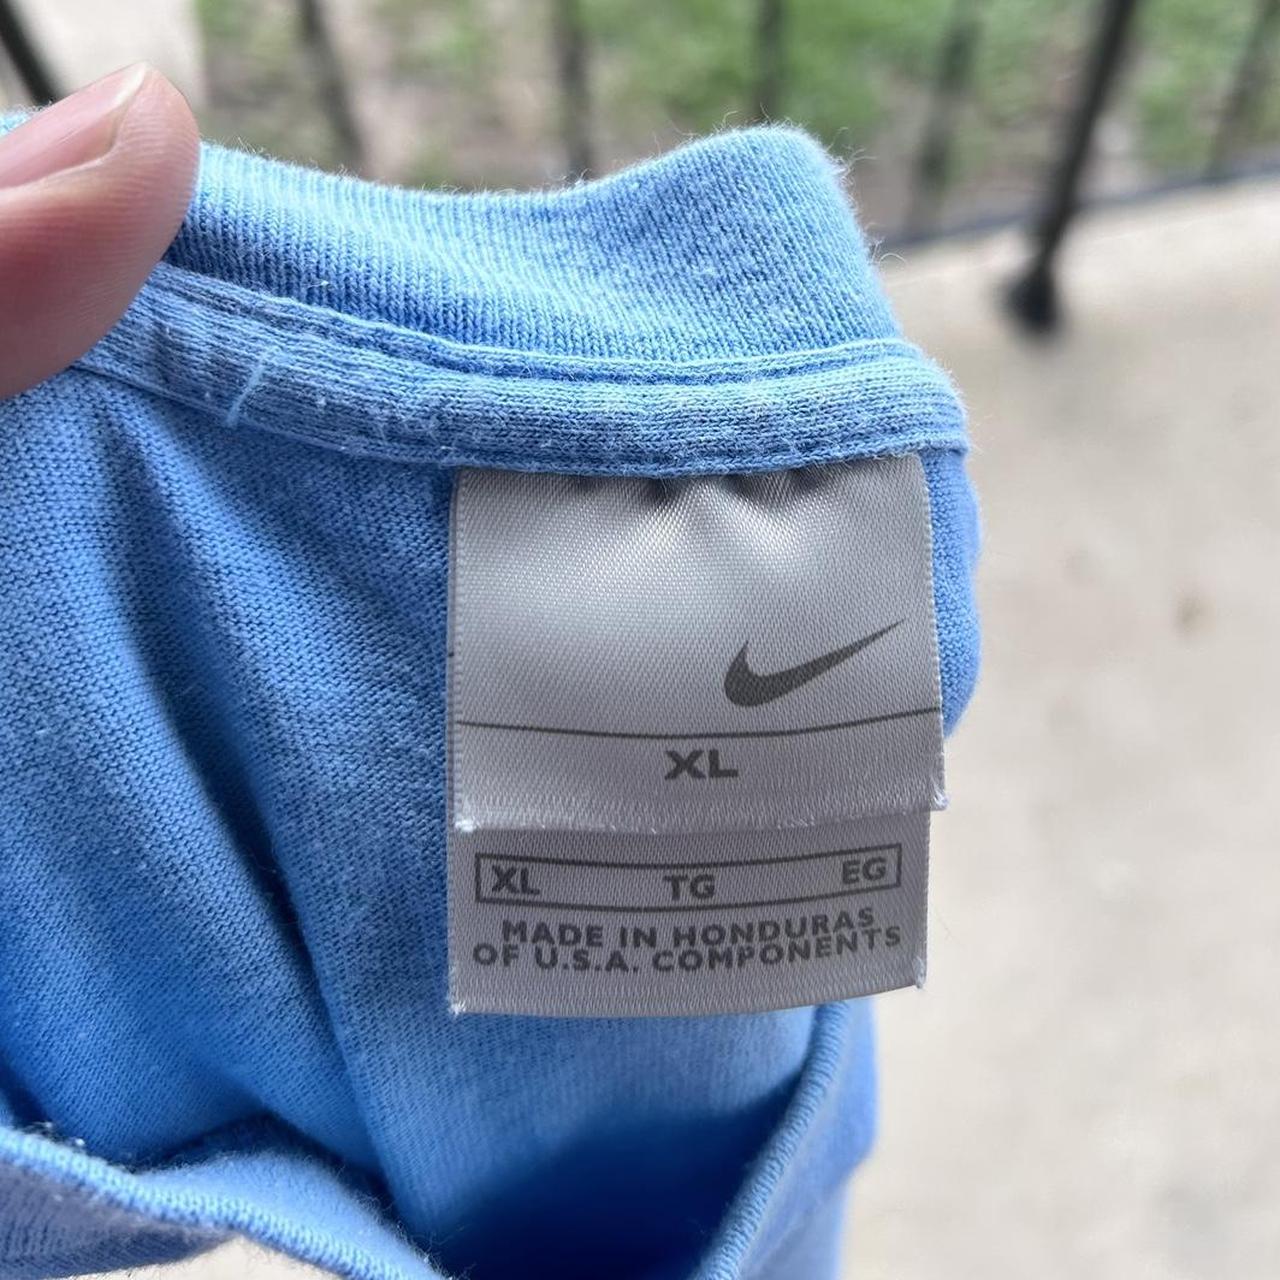 XL
XL TG EG
MADE IN HONDURAS
OF U.S.A. COMPONENTS